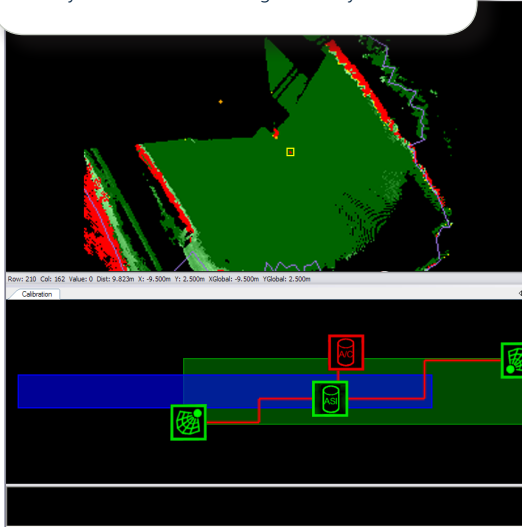 Row: 210 Col: 162 Value: 0 Dist: 9.823m X: -9.500m Y: 2.500m XGlobal: -9.500m YGlobal: 2.500m
Calibration
A/D
ASI